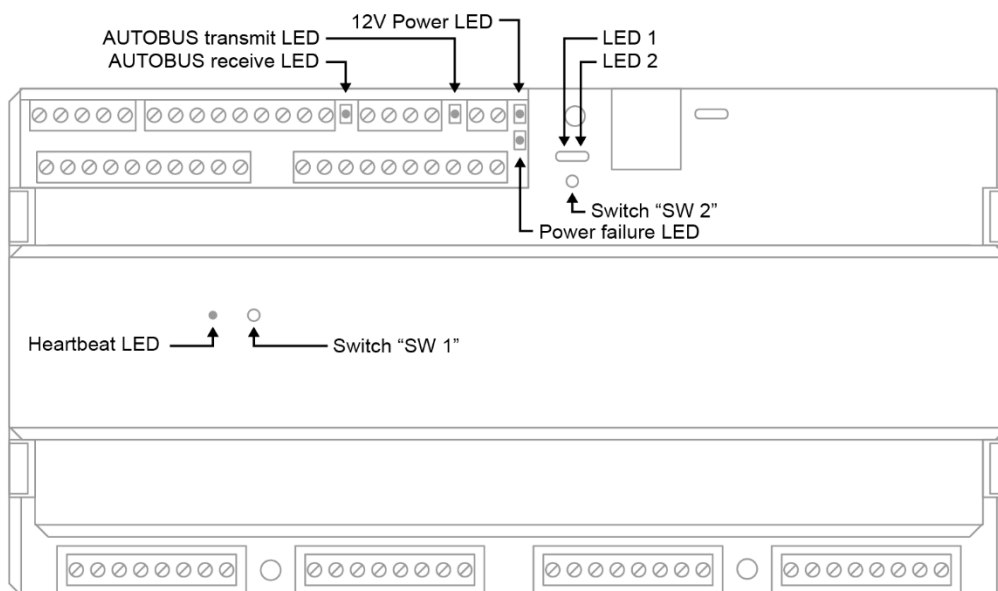 12V Power LED
AUTOBUS transmit LED
LED 1
AUTOBUS receive LED
LED 2
Switch “SW 2”
Power failure LED
Heartbeat LED
Switch “SW 1”